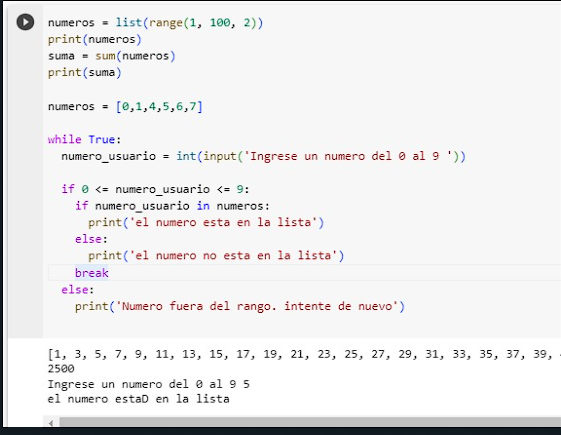 numeros = list(range(1, 100, 2))
print(numeros)
suma = sum(numeros)
print(suma)
numeros = [0,1,4,5,6,7]
while True:
numero_usuario = int(input('Ingrese un numero del 0 al 9 '))
if 0 <= numero_usuario <= 9:
if numero_usuario in numeros:
print('el numero esta en la lista')
else:
print('el numero no esta en la lista')
break
else:
print('Numero fuera del rango. intente de nuevo')
[1, 3, 5, 7, 9, 11, 13, 15, 17, 19, 21, 23, 25, 27, 29, 31, 33, 35, 37, 39,
2500
Ingrese un numero del 0 al 9 5
el numero estaD en la lista